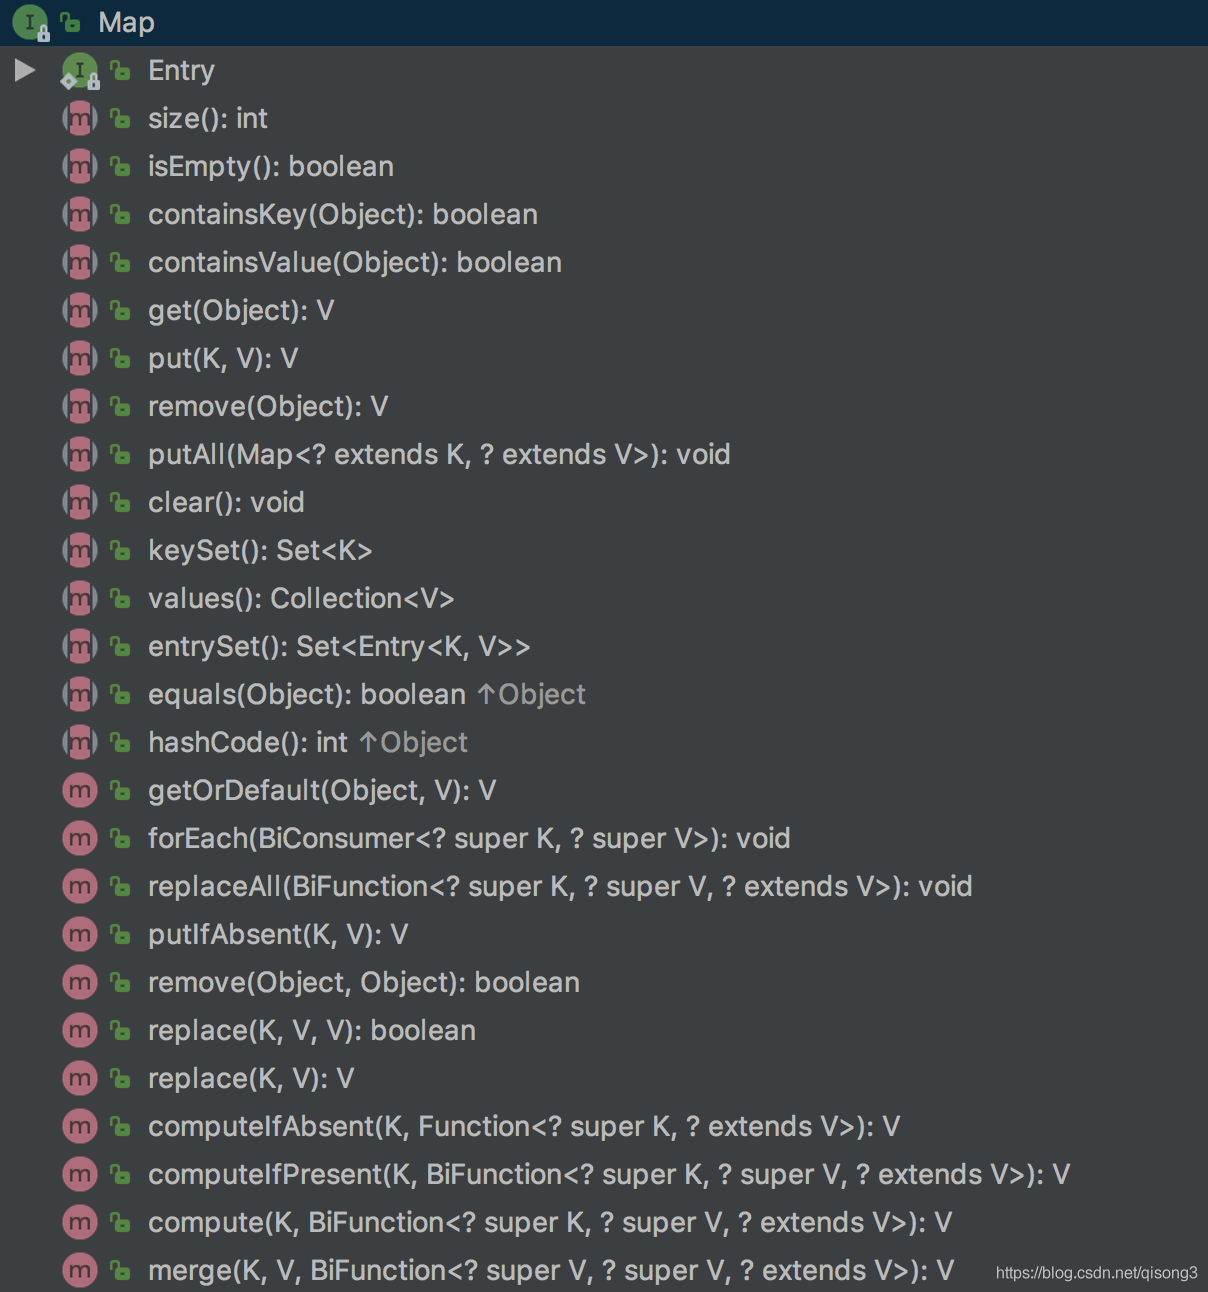 Map
Entry
size(): int
isEmpty(): boolean
containsKey(Object): boolean
containsValue(Object): boolean
get(Object): V
put(K, V): V
remove(Object): V
putAll(Map<? extends K, ? extends V>): void
clear(): void
keySet(): Set<K>
values(): Collection<V>
entrySet(): Set<Entry<K, V>>
equals(Object): boolean ↑Object
hashCode(): int ↑Object
getOrDefault(Object, V): V
forEach(BiConsumer<? super K, ? super V>): void
replaceAll(BiFunction<? super K, ? super V, ? extends V>): void
putIfAbsent(K, V): V
remove(Object, Object): boolean
replace(K, V, V): boolean
replace(K, V): V
computeIfAbsent(K, Function<? super K, ? extends V>): V
computeIfPresent(K, BiFunction<? super K, ? super V, ? extends V>): V
compute(K, BiFunction<? super K, ? super V, ? extends V>): V
merge(K, V, BiFunction<? super V, ? super V, ? extends V>): V
https://blog.csdn.net/qisong3